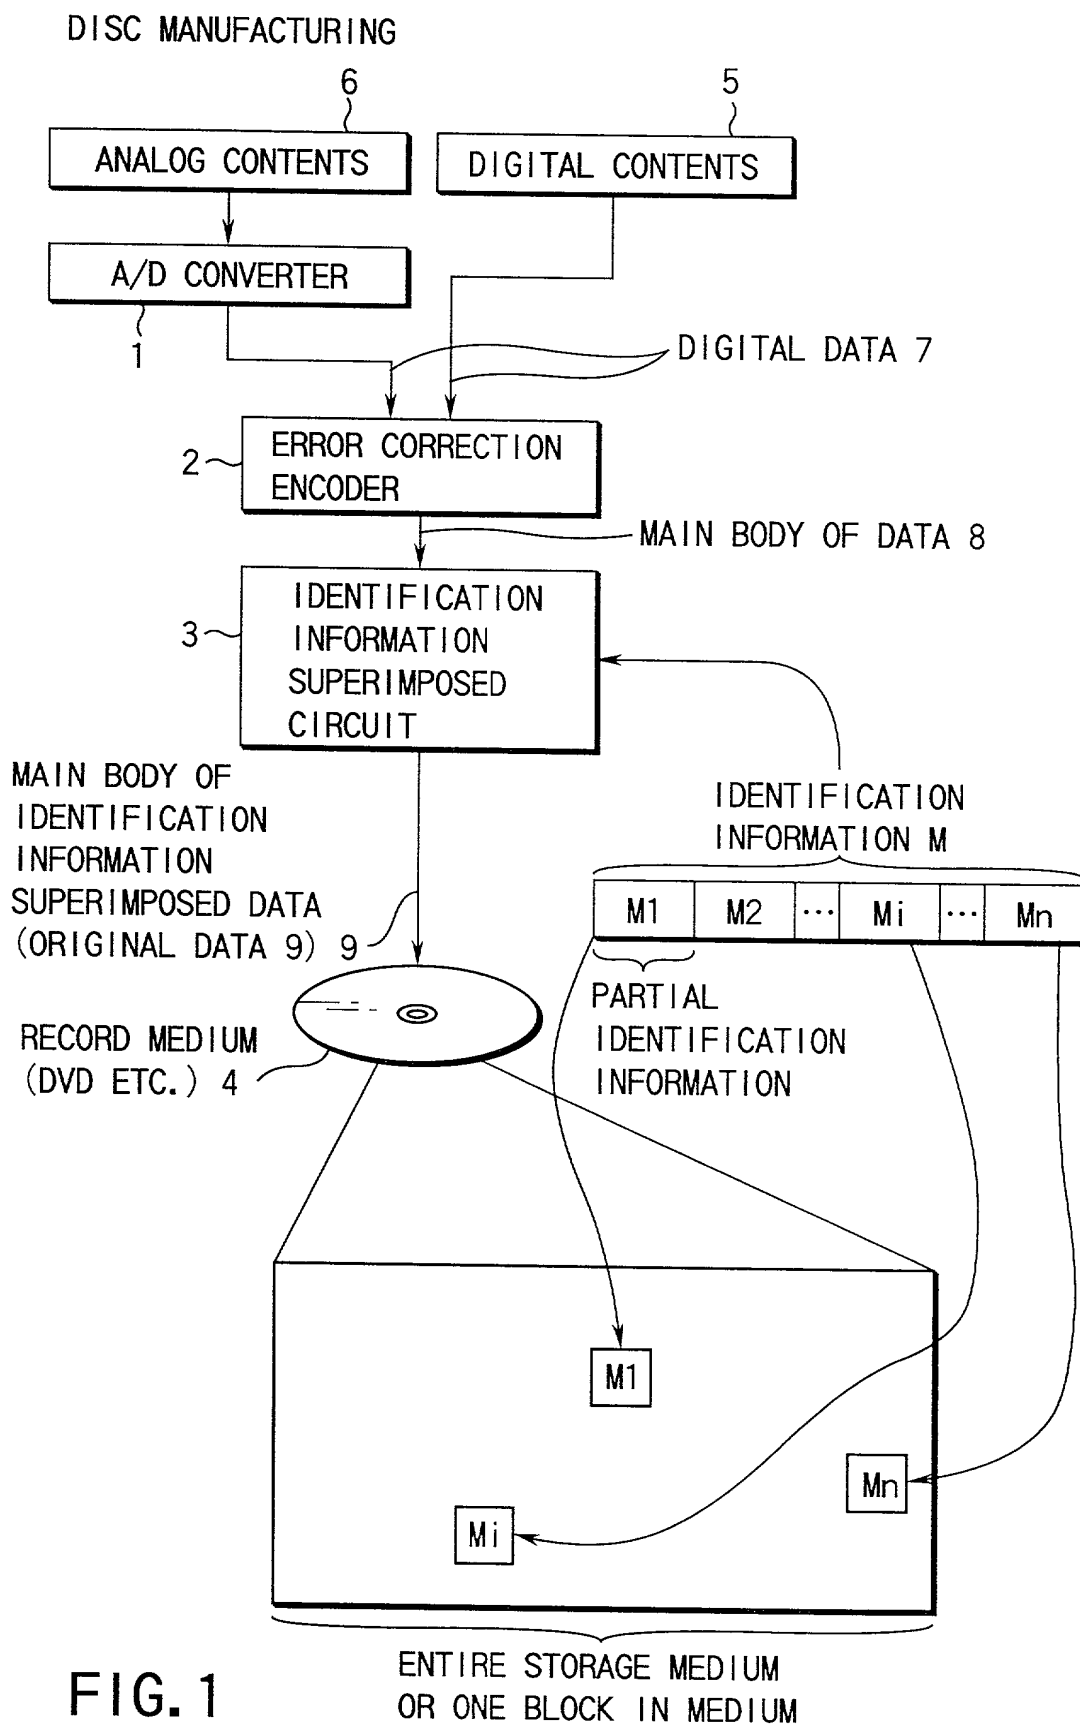 DISC MANUFACTURING
6
5
ANALOG CONTENTS
DIGITAL CONTENTS
A/D CONVERTER
1
DIGITAL DATA 7
2
ERROR CORRECTION
ENCODER
MAIN BODY OF DATA 8
3
IDENTIFICATION
INFORMATION
SUPERIMPOSED
CIRCUIT
MAIN BODY OF
IDENTIFICATION
INFORMATION
SUPERIMPOSED DATA
(ORIGINAL DATA 9) 9
IDENTIFICATION
INFORMATION M
M1 M2 ... Mi ... Mn
PARTIAL
IDENTIFICATION
INFORMATION
RECORD MEDIUM
(DVD ETC.) 4
M1
Mn
Mi
ENTIRE STORAGE MEDIUM
OR ONE BLOCK IN MEDIUM
FIG. 1